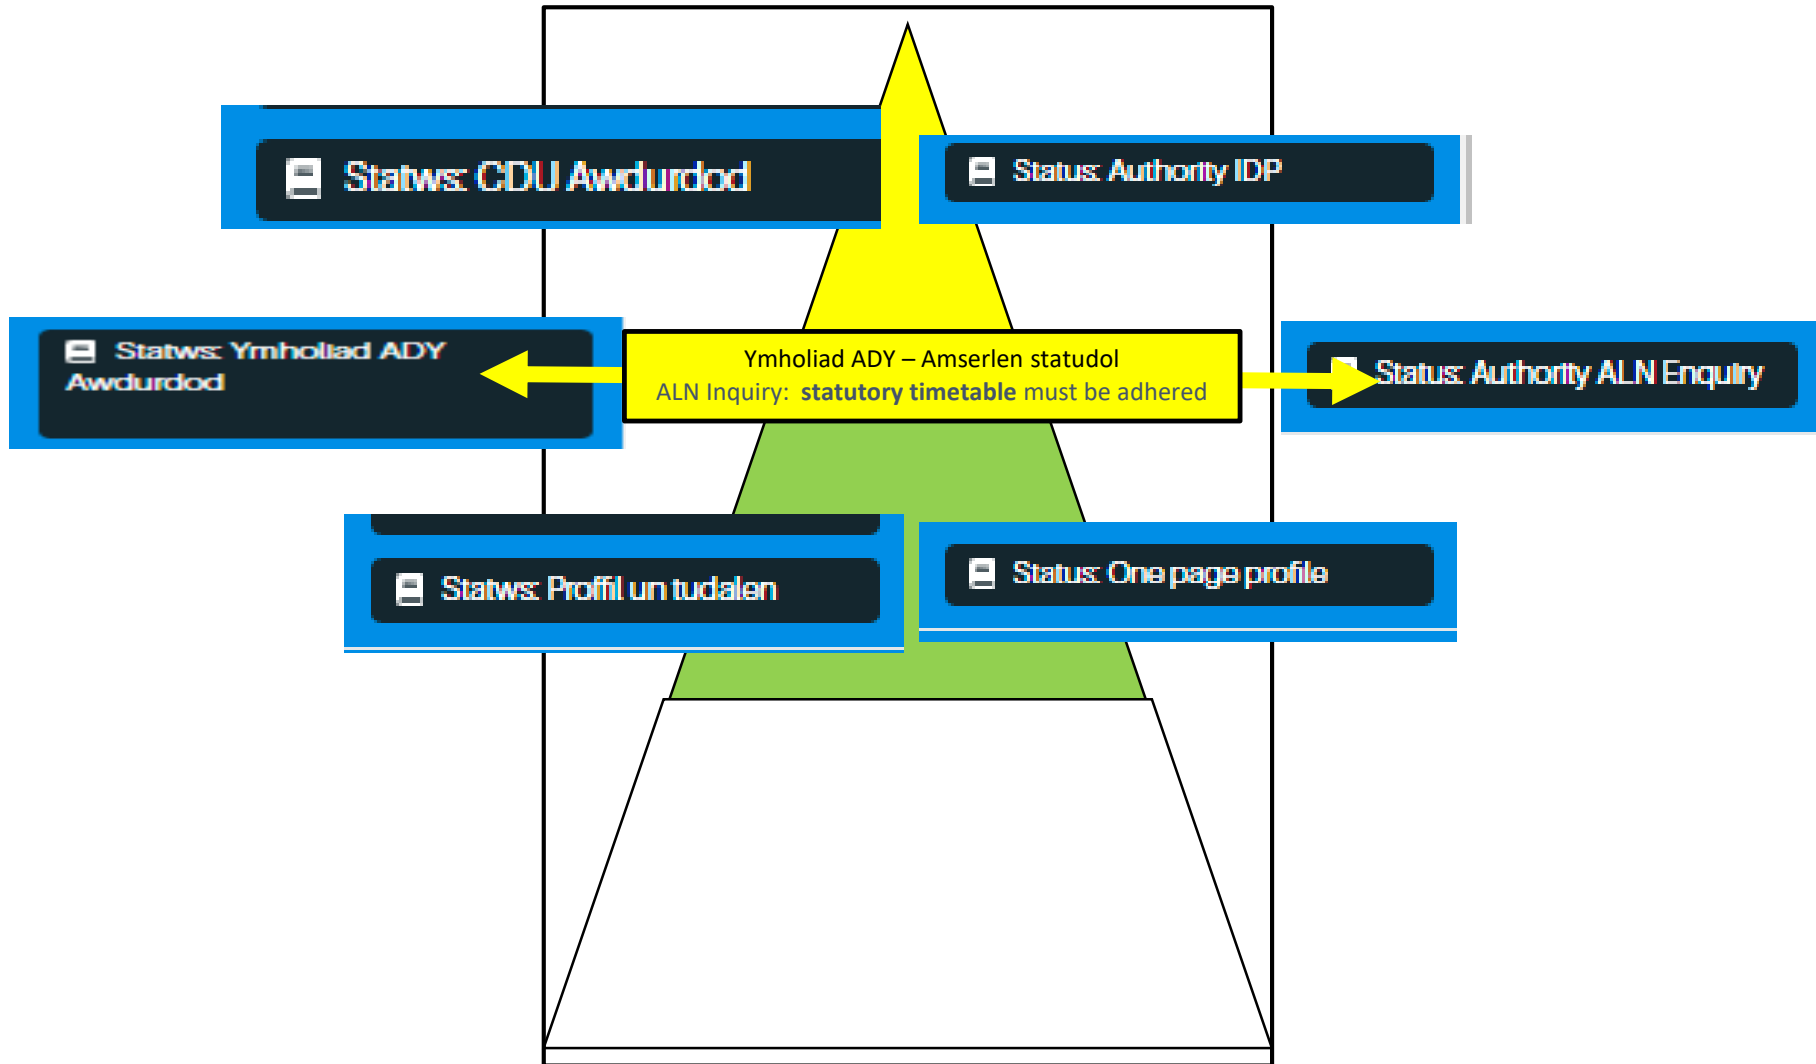 Statws: CDU Awdurdod
Status: Authority IDP
Statws: Ymholiad ADY
Awdurdod
Ymholiad ADY – Amserlen statudol
ALN Inquiry: statutory timetable must be adhered
Status: Authority ALN Enquiry
Statws: Proffil un tudalen
Status: One page profile